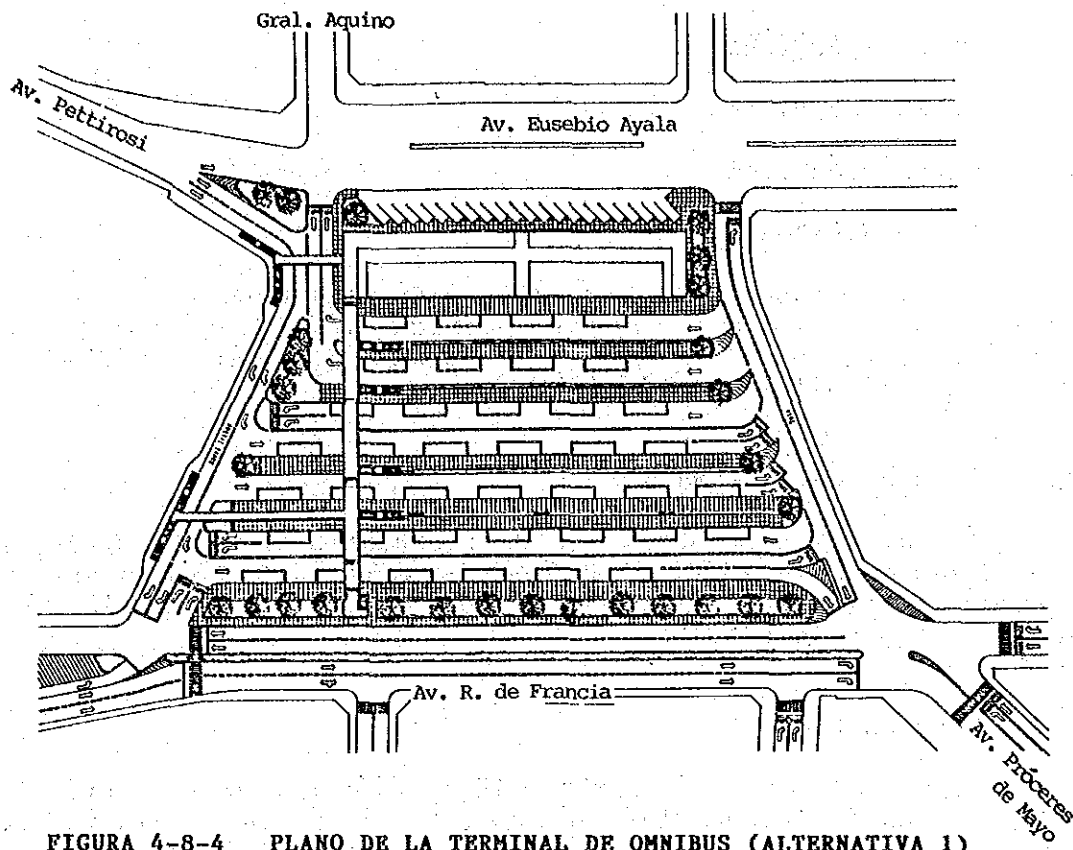 Gral. Aquino
Av. Pettirosi
Av. Eusebio Ayala
Av. R. de Francia
Av. Próceres
de Mayo
FIGURA 4-8-4 PLANO DE LA TERMINAL DE OMNIBUS (ALTERNATIVA 1)